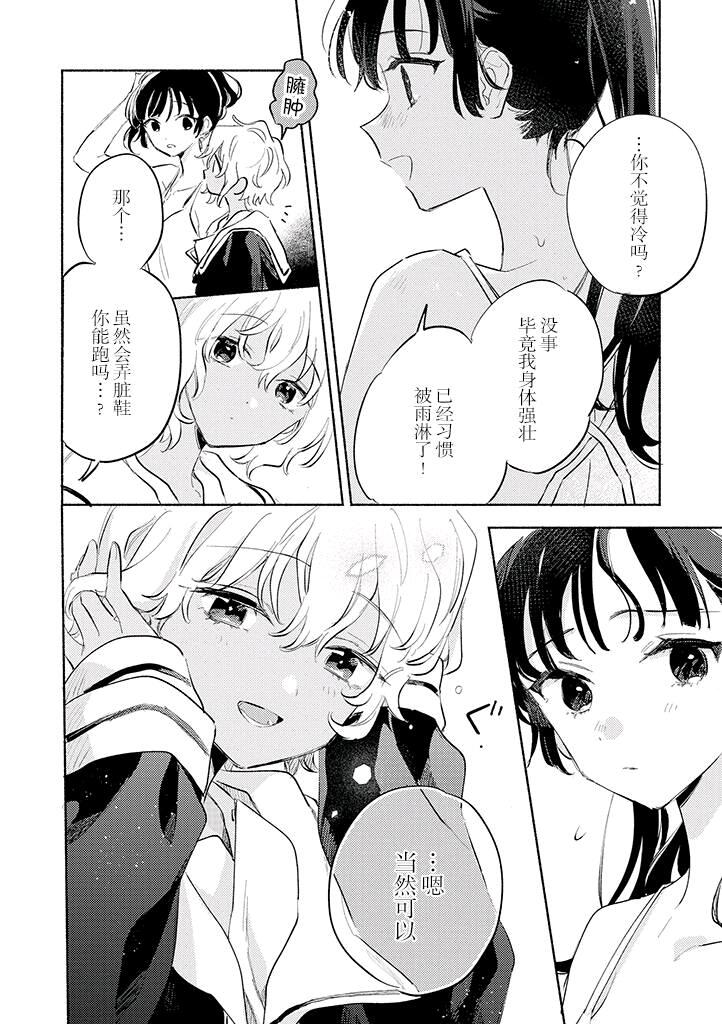 …你不觉得冷吗？
没事
毕竟我身体强壮
已经习惯
被雨淋了！
臃肿
那个…
虽然会弄脏鞋
你能跑吗…？
ぐ
…嗯
当然可以